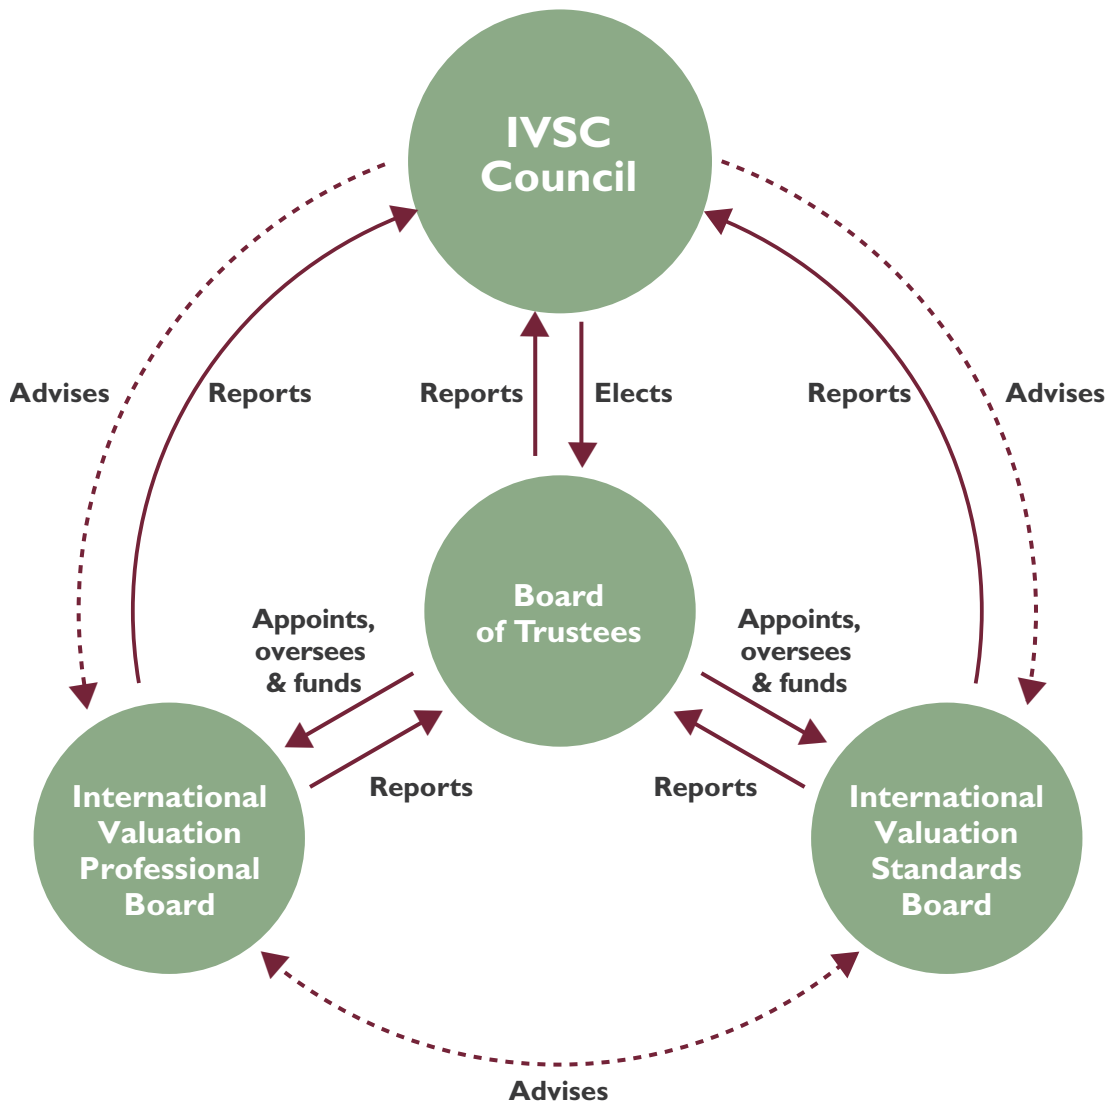 IVSC
Council
Advises
Reports
Reports
Elects
Reports
Advises
Board
of Trustees
Appoints,
oversees
& funds
Appoints,
oversees
& funds
Reports
Reports
International
Valuation
Professional
Board
International
Valuation
Standards
Board
Advises